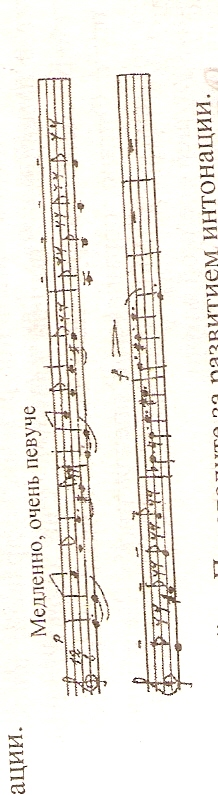 ации.
Медленно, очень певуче
p
f
Проследите за развитием интонации.